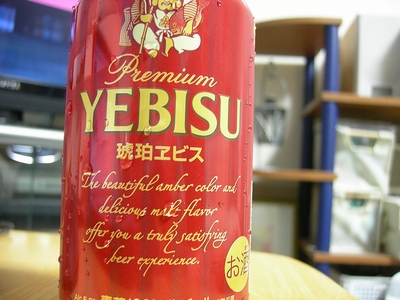 Premium
YEBISU
琥珀ヱビス
The beautiful amber color and
delicious malt flavor
offer you a truly satisfying
beer experience.
お酒